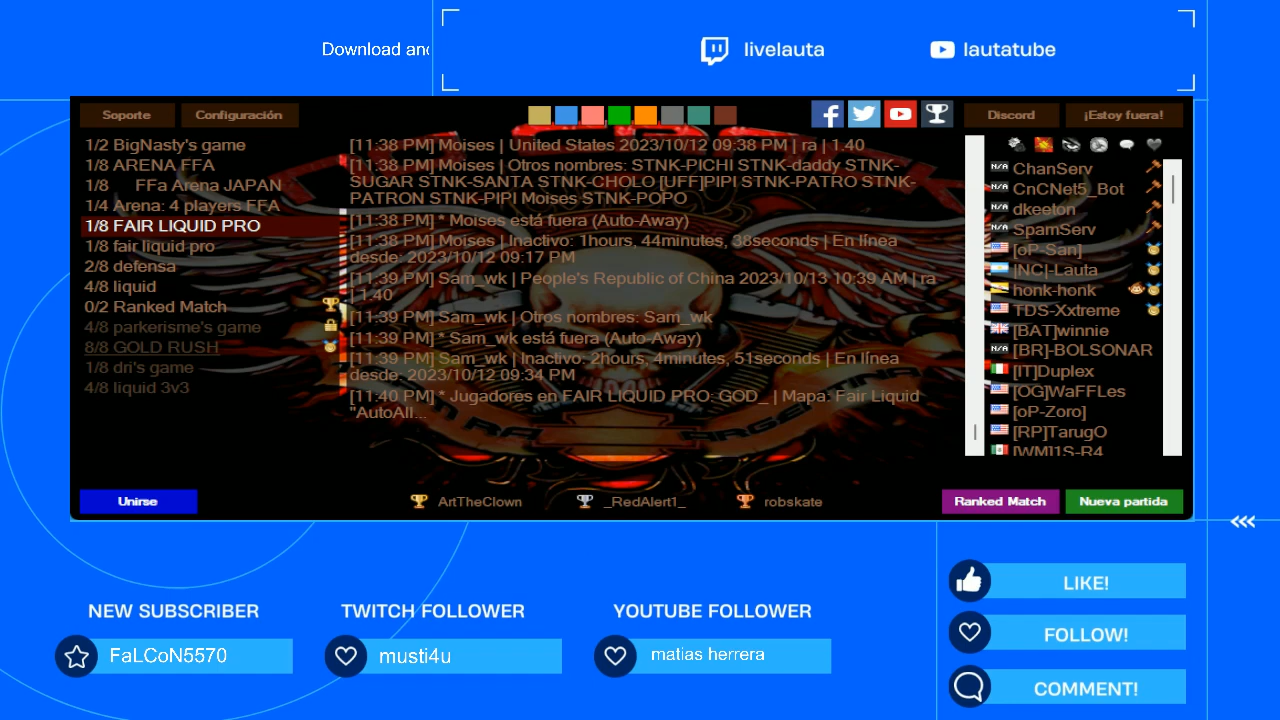 Download and
livelauta
lautatube
Soporte
Configuración
Discord
¡Estoy fuera!
1/2 BigNasty's game
1/8 ARENA FFA
1/8 FFa Arena JAPAN
1/4 Arena: 4 players FFA
1/8 FAIR LIQUID PRO
1/8 fair liquid pro
2/8 defensa
4/8 liquid
0/2 Ranked Match
4/8 parkerisme's game
8/8 GOLD RUSH
1/8 dri's game
4/8 liquid 3v3
[11:38 PM] Moises | United States 2023/10/12 09:38 PM | ra | 1.40
[11:38 PM] Moises | Otros nombres: STNK-PICHI STNK-daddy STNK-
SUGAR STNK-SANTA STNK-CHOLO [UFF]PIPI STNK-PATRO STNK-
PATRON STNK-PIPI Moises STNK-POPO
[11:38 PM] * Moises está fuera (Auto-Away)
[11:38 PM] Moises | Inactivo: 1hours, 44minutes, 38seconds | En línea
desde: 2023/10/12 09:17 PM
[11:39 PM] Sam_wk | People's Republic of China 2023/10/13 10:39 AM | ra
| 1.40
[11:39 PM] Sam_wk | Otros nombres: Sam_wk
[11:39 PM] * Sam_wk está fuera (Auto-Away)
[11:39 PM] Sam_wk | Inactivo: 2hours, 4minutes, 51seconds | En línea
desde: 2023/10/12 09:34 PM
[11:40 PM] * Jugadores en FAIR LIQUID PRO: GOD_ | Mapa: Fair Liquid
"AutoAll...
N/A ChanServ
N/A CnCNet5_Bot
N/A dkeeton
N/A SpamServ
[oP-San]
|NC|-Lauta
honk-honk
TDS-Xxtreme
[BAT]winnie
N/A [BR]-BOLSONAR
[IT]Duplex
[OG]WaFFLes
[oP-Zoro]
[RP]TarugO
[WM]1S-R4
Unirse
ArtTheClown
_RedAlert1_
robskate
Ranked Match
Nueva partida
NEW SUBSCRIBER
FaLCoN5570
TWITCH FOLLOWER
musti4u
YOUTUBE FOLLOWER
matias herrera
LIKE!
FOLLOW!
COMMENT!